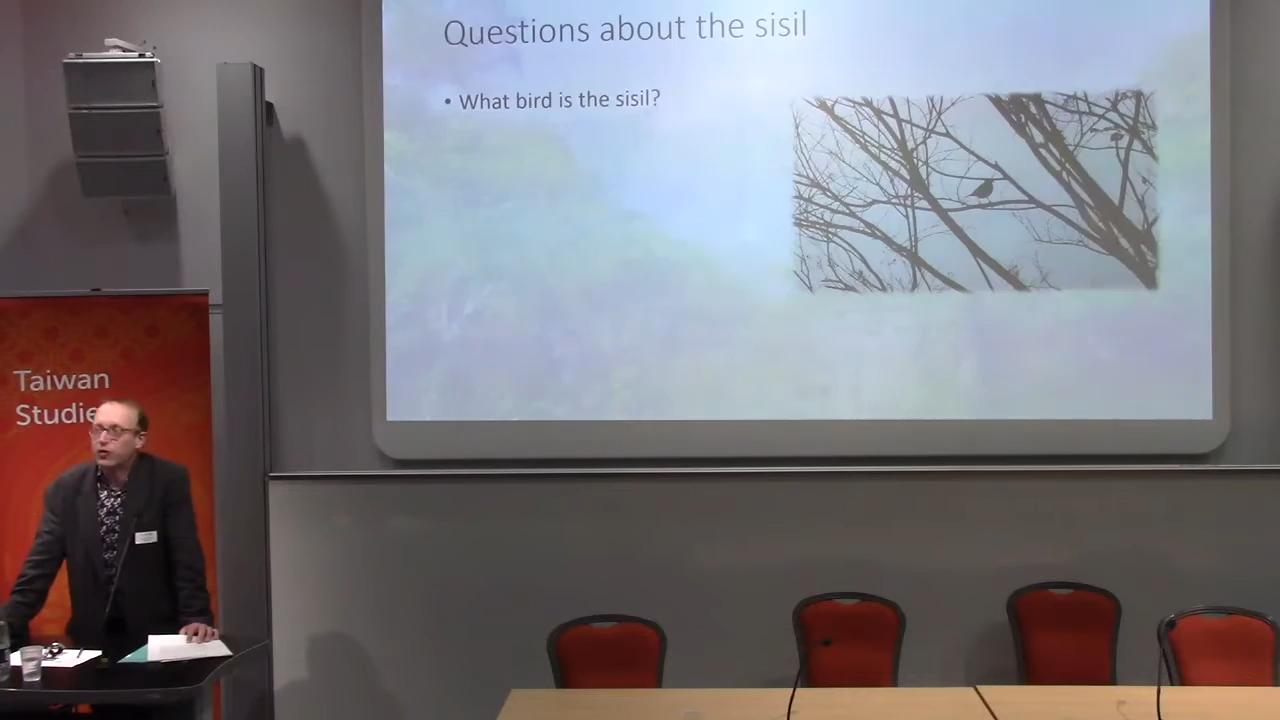 Questions about the sisil
• What bird is the sisil?
Taiwan
Studie